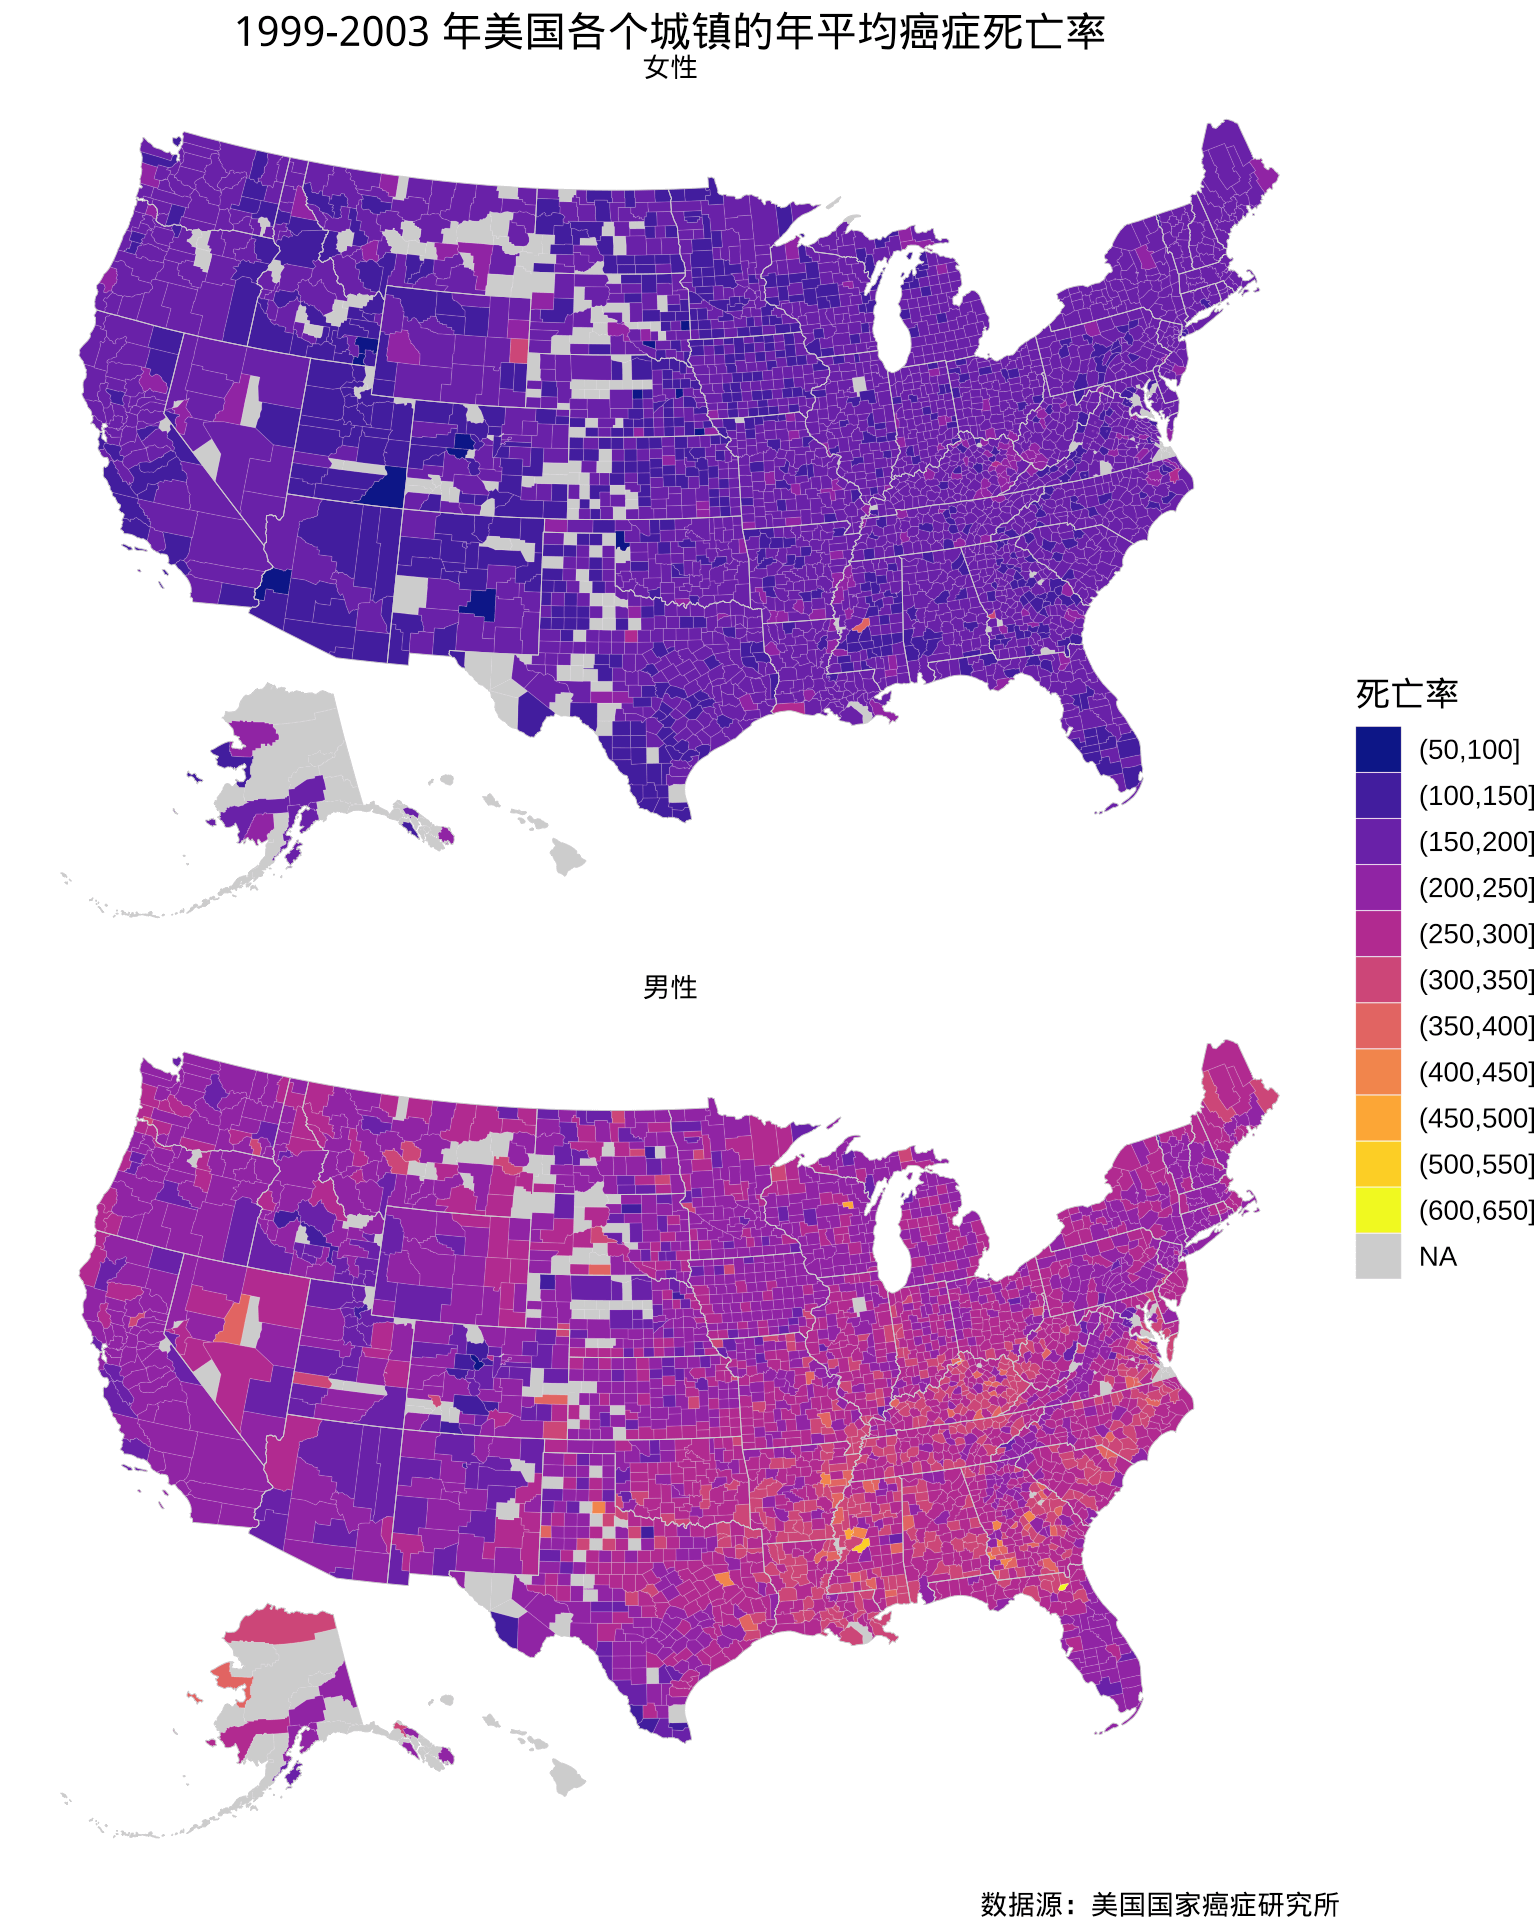 1999-2003 年美国各个城镇的年平均癌症死亡率
女性
男性
死亡率
(50,100]
(100,150]
(150,200]
(200,250]
(250,300]
(300,350]
(350,400]
(400,450]
(450,500]
(500,550]
(600,650]
NA
数据源：美国国家癌症研究所